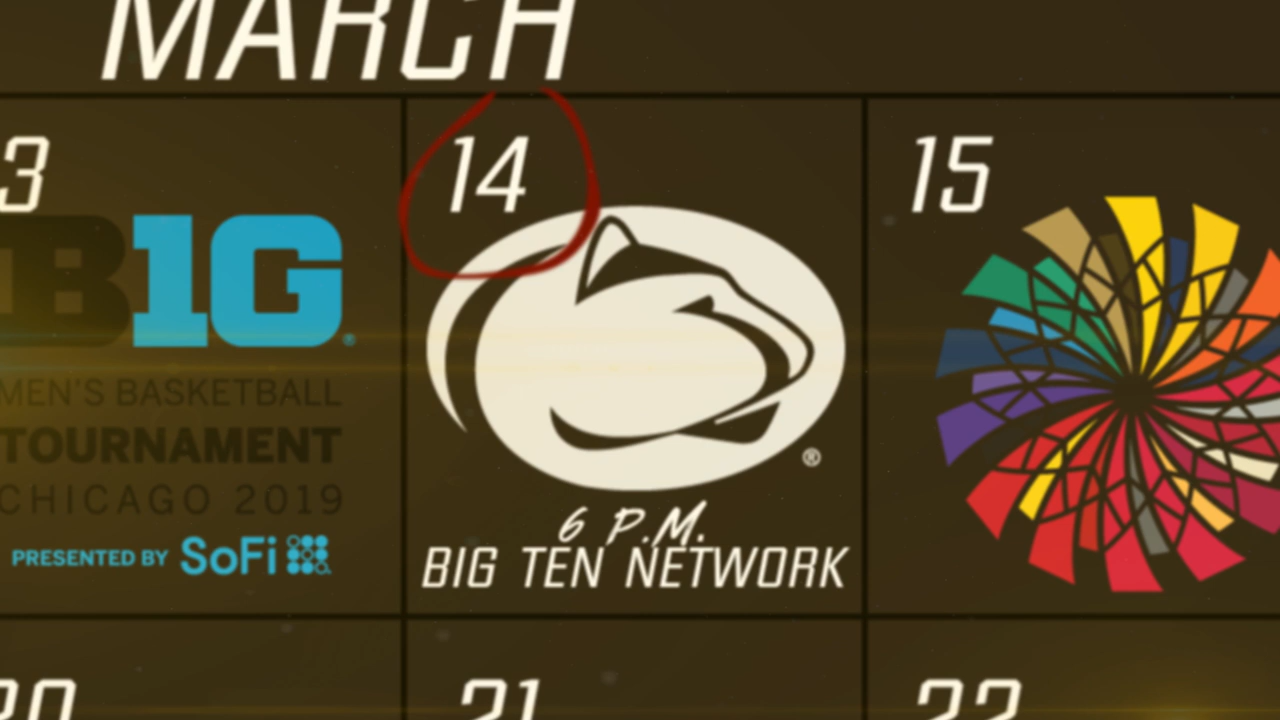 MARCH
3
14
15
B1G
®
MEN'S BASKETBALL
TOURNAMENT
CHICAGO 2019
PRESENTED BY SoFi
®
6 P.M.
BIG TEN NETWORK
20
21
22